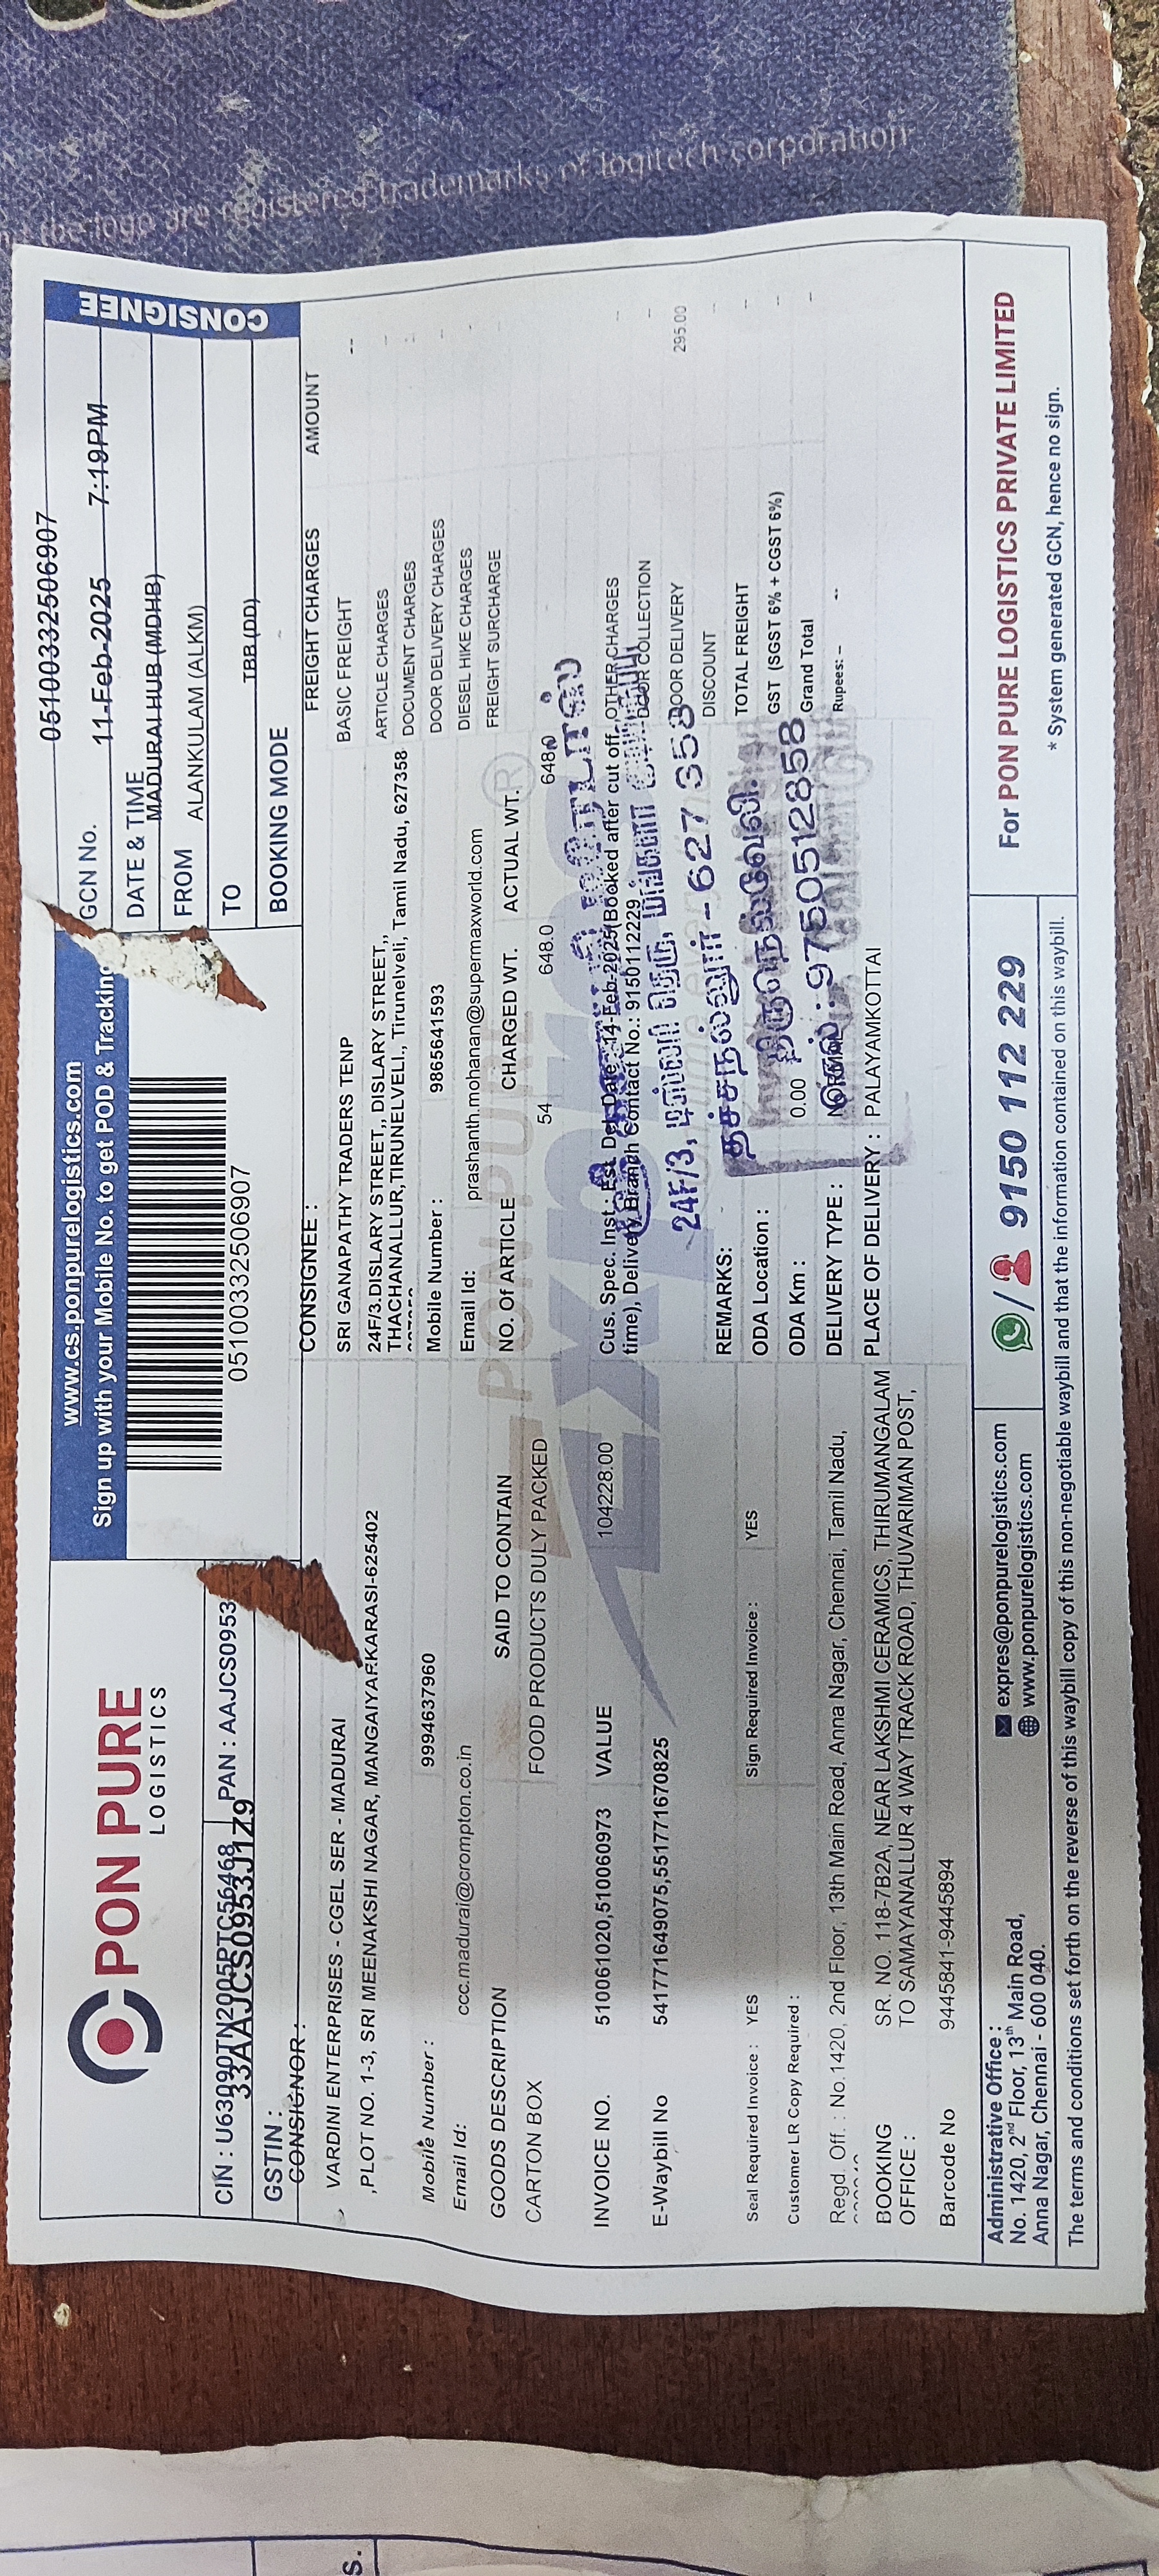 the logo are registered trademarks of logitech corporation
PON PURE
LOGISTICS
www.cs.ponpurelogistics.com
Sign up with your Mobile No. to get POD & Tracking
05100332506907
CONSIGNEE
GCN No. 05100332506907
DATE & TIME 11-Feb-2025 7:19PM
FROM MADURAI HUB (MDHB)
TO ALANKULAM (ALKM)
BOOKING MODE TBB (DD)
CIN : U63090TN2005PTC56468 PAN : AAJCS0953
GSTIN : 33AAJCS0953J1Z9
CONSIGNOR :
VARDINI ENTERPRISES - CGEL SER - MADURAI
,PLOT NO. 1-3, SRI MEENAKSHI NAGAR, MANGAIYARKARASI-625402
Mobile Number : 9994637960
Email Id: ccc.madurai@crompton.co.in
CONSIGNEE :
SRI GANAPATHY TRADERS TENP
24F/3.DISLARY STREET,, DISLARY STREET,,
THACHANALLUR,TIRUNELVELI., Tirunelveli, Tamil Nadu, 627358
Mobile Number : 9865641593
Email Id: prashanth.mohanan@supermaxworld.com
FREIGHT CHARGES AMOUNT
BASIC FREIGHT --
ARTICLE CHARGES -
DOCUMENT CHARGES
DOOR DELIVERY CHARGES
DIESEL HIKE CHARGES
FREIGHT SURCHARGE
OTHER CHARGES
DOOR COLLECTION
DOOR DELIVERY 295.00
DISCOUNT
TOTAL FREIGHT
GST (SGST 6% + CGST 6%)
Grand Total
Rupees: – --
GOODS DESCRIPTION SAID TO CONTAIN
CARTON BOX FOOD PRODUCTS DULY PACKED
NO. Of ARTICLE CHARGED WT. ACTUAL WT.
54 648.0 648.0
INVOICE NO. 510061020,510060973 VALUE 104228.00
E-Waybill No 541771649075,551771670825
Cus. Spec. Inst.: Est. Del. Date : 14-Feb-2025(Booked after cut off
time), Delivery Branch Contact No.: 9150112229
PON PURE
Expres
24F/3,
தச்சநல்லூர் - 627 358
திருநெல்வேலி.
செல் : 9750512858
REMARKS:
Seal Required Invoice : YES Sign Required Invoice : YES
ODA Location :
Customer LR Copy Required :
ODA Km : 0.00
Regd. Off. : No.1420, 2nd Floor, 13th Main Road, Anna Nagar, Chennai, Tamil Nadu,
DELIVERY TYPE : NORMAL
PLACE OF DELIVERY : PALAYAMKOTTAI
BOOKING OFFICE : SR. NO. 118-7B2A, NEAR LAKSHMI CERAMICS, THIRUMANGALAM
TO SAMAYANALLUR 4 WAY TRACK ROAD, THUVARIMAN POST,
Barcode No 9445841-9445894
Administrative Office :
No. 1420, 2nd Floor, 13th Main Road,
Anna Nagar, Chennai - 600 040.
expres@ponpurelogistics.com
www.ponpurelogistics.com
9150 112 229
For PON PURE LOGISTICS PRIVATE LIMITED
* System generated GCN, hence no sign.
The terms and conditions set forth on the reverse of this waybill copy of this non-negotiable waybill and that the information contained on this waybill.